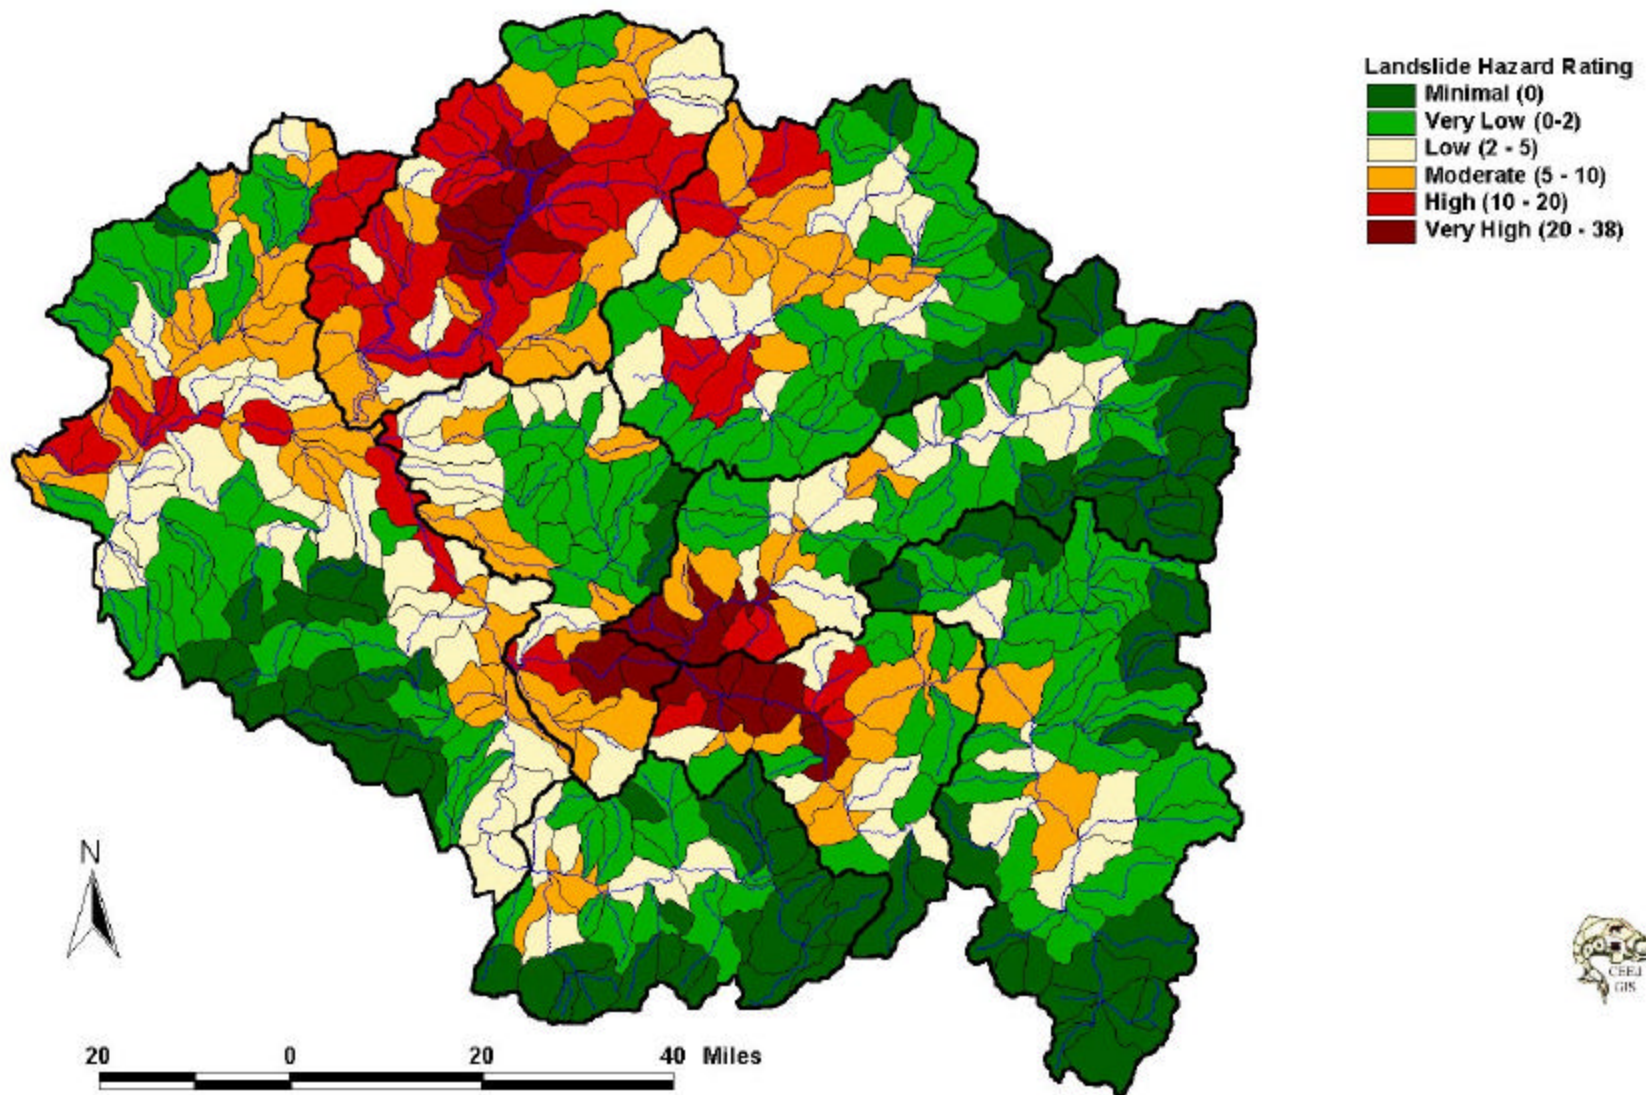 Landslide Hazard Rating
Minimal (0)
Very Low (0-2)
Low (2 - 5)
Moderate (5 - 10)
High (10 - 20)
Very High (20 - 38)
N
20 0 20 40 Miles
GIS